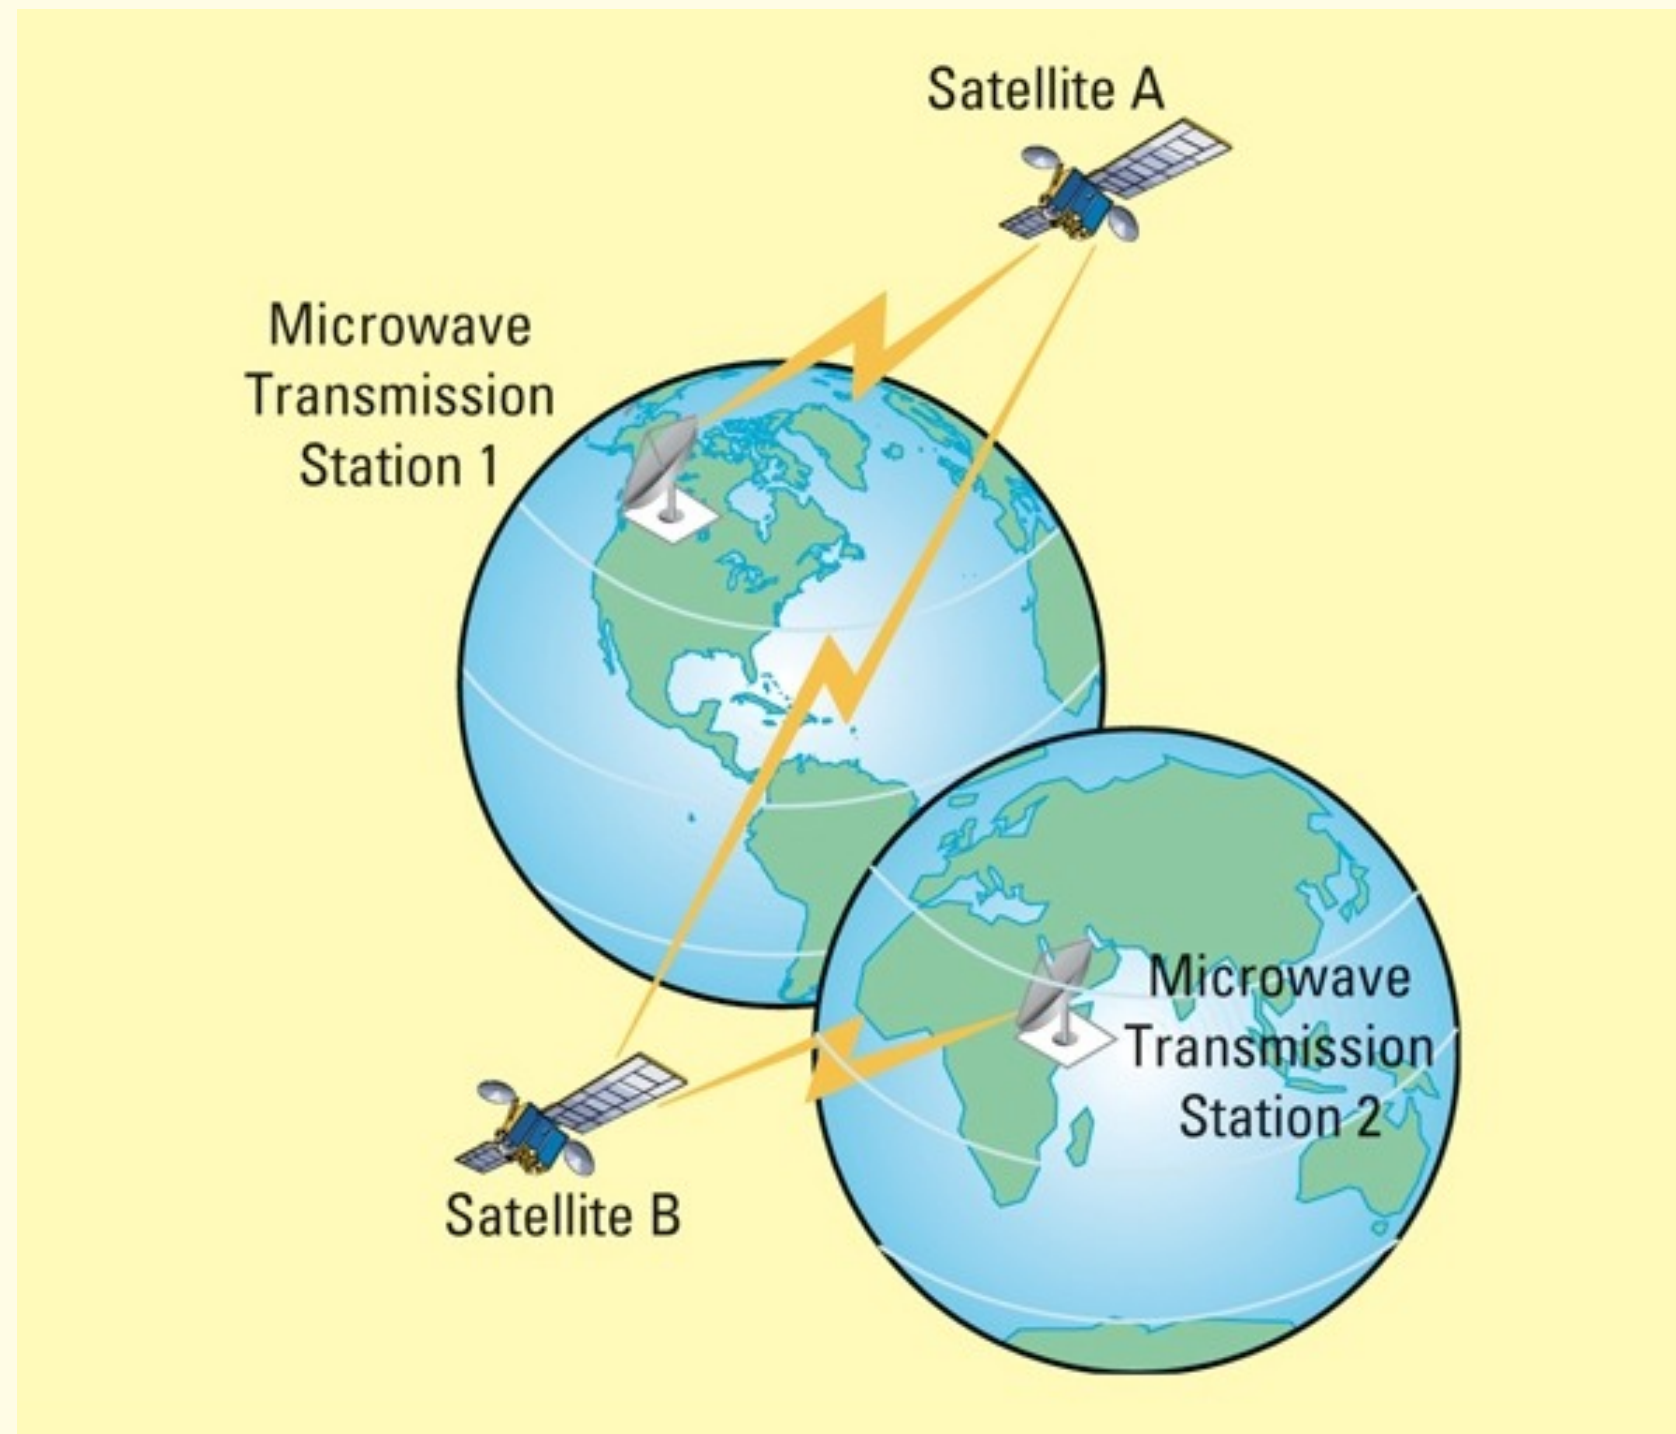 Satellite A
Microwave
Transmission
Station 1
Microwave
Transmission
Station 2
Satellite B